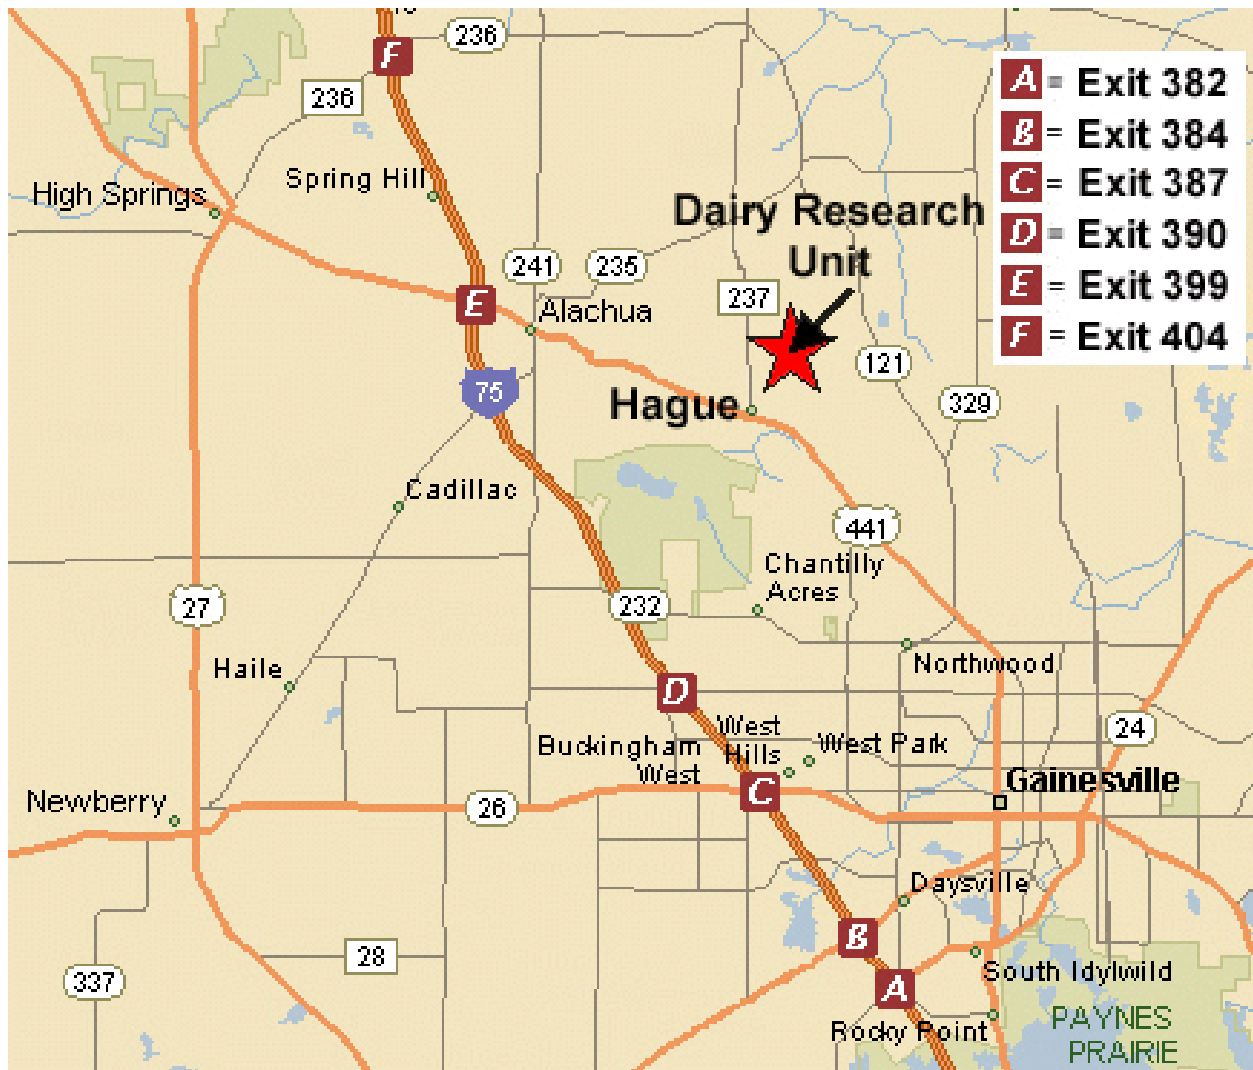 236
F
236
A = Exit 382
B = Exit 384
C = Exit 387
D = Exit 390
E = Exit 399
F = Exit 404
Spring Hill
High Springs
Dairy Research
Unit
241
235
237
E
Alachua
121
75
Hague
329
Cadillac
441
Chantilly
Acres
27
232
Haile
Northwood
D
24
West
Hills
West Park
Buckingham
West
Gainesville
C
Newberry
26
Daysville
B
28
337
South Idylwild
A
Rocky Point
PAYNES
PRAIRIE